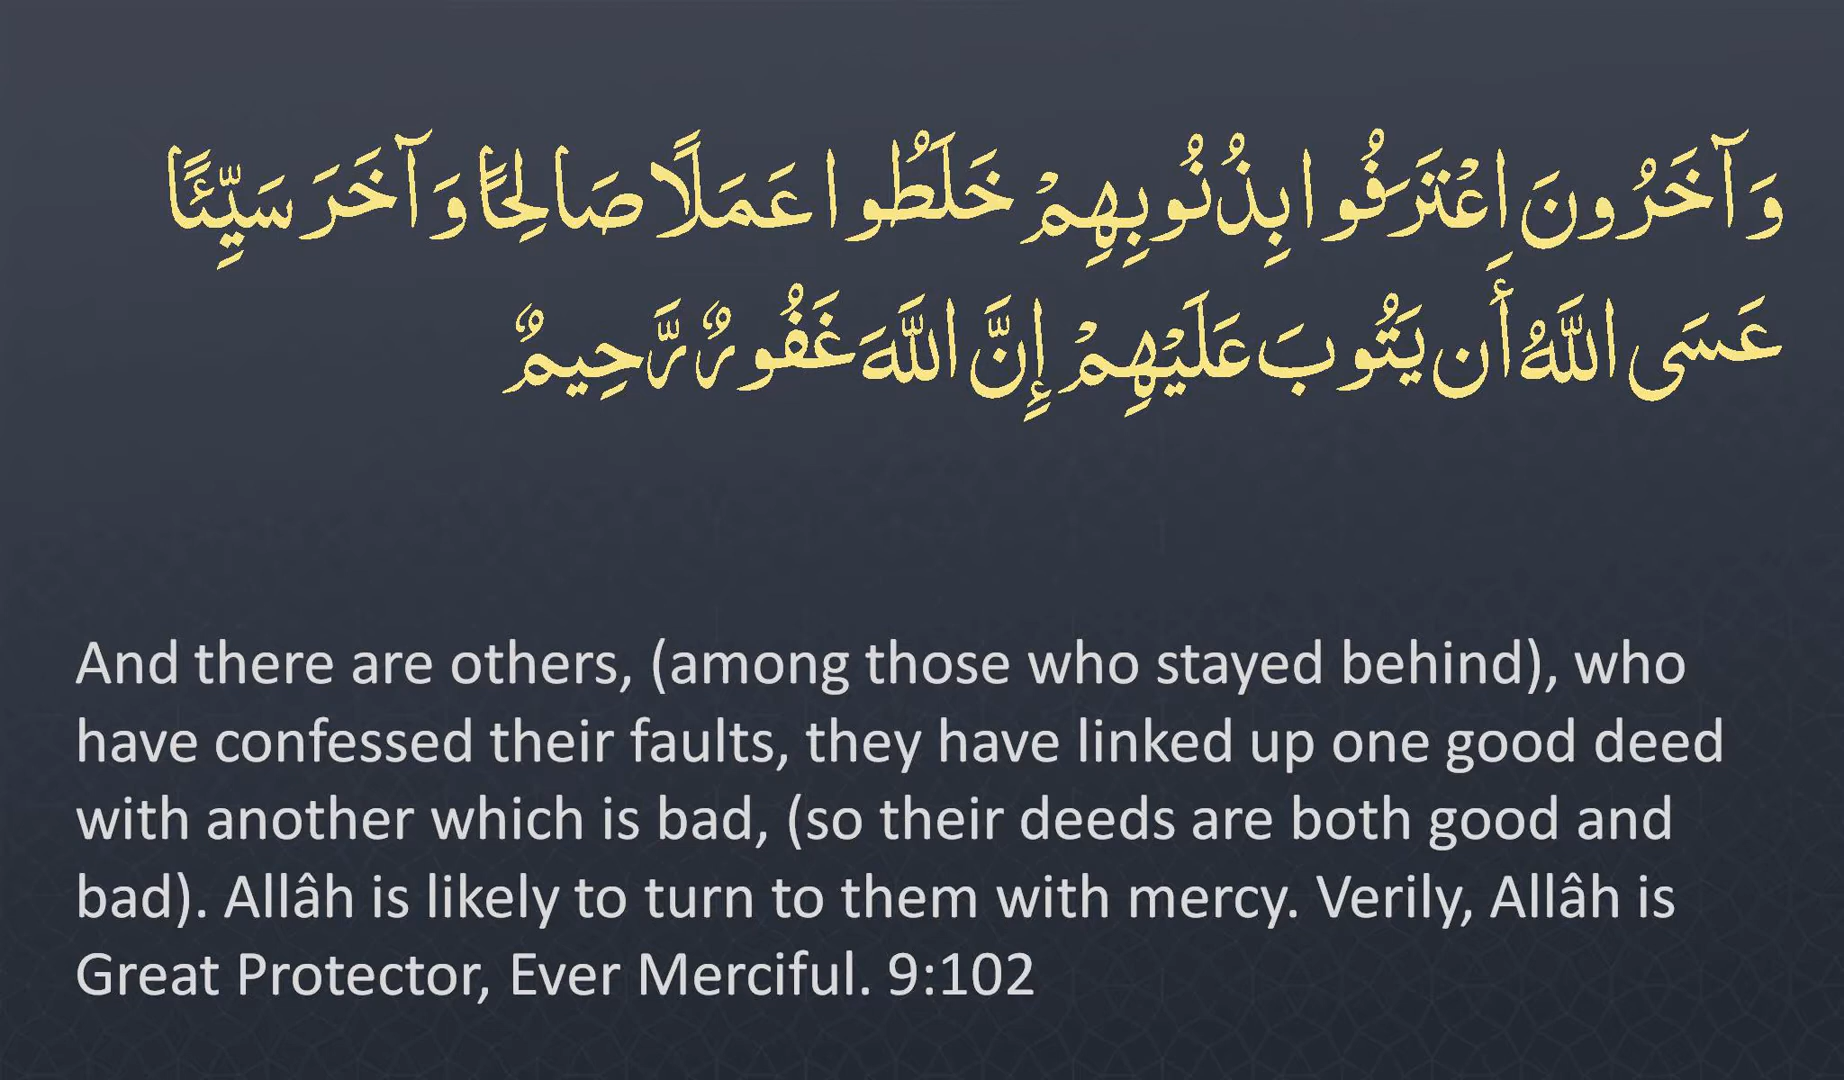 وَآخَرُونَ اعْتَرَفُوا بِذُنُوبِهِمْ خَلَطُوا عَمَلًا صَالِحًا وَآخَرَ سَيِّئًا
عَسَى اللَّهُ أَن يَتُوبَ عَلَيْهِمْ إِنَّ اللَّهَ غَفُورٌ رَّحِيمٌ
And there are others, (among those who stayed behind), who
have confessed their faults, they have linked up one good deed
with another which is bad, (so their deeds are both good and
bad). Allâh is likely to turn to them with mercy. Verily, Allâh is
Great Protector, Ever Merciful. 9:102